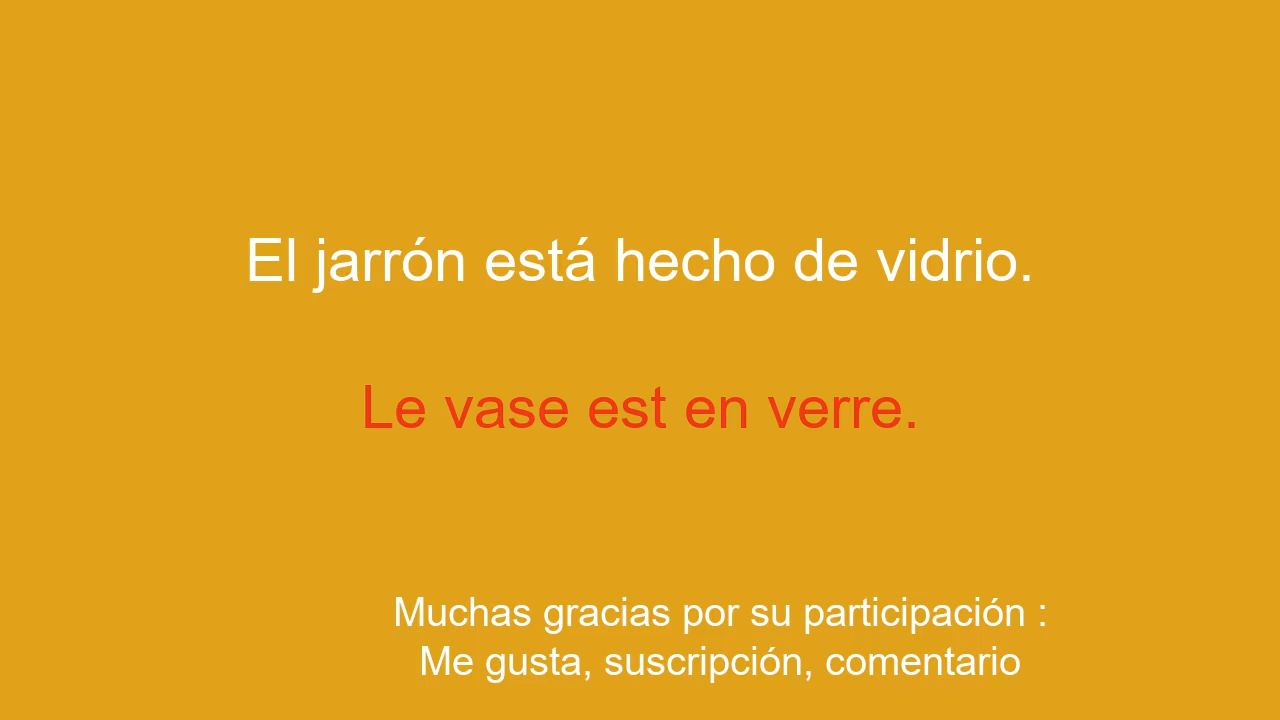 El jarrón está hecho de vidrio.
Le vase est en verre.
Muchas gracias por su participación :
Me gusta, suscripción, comentario